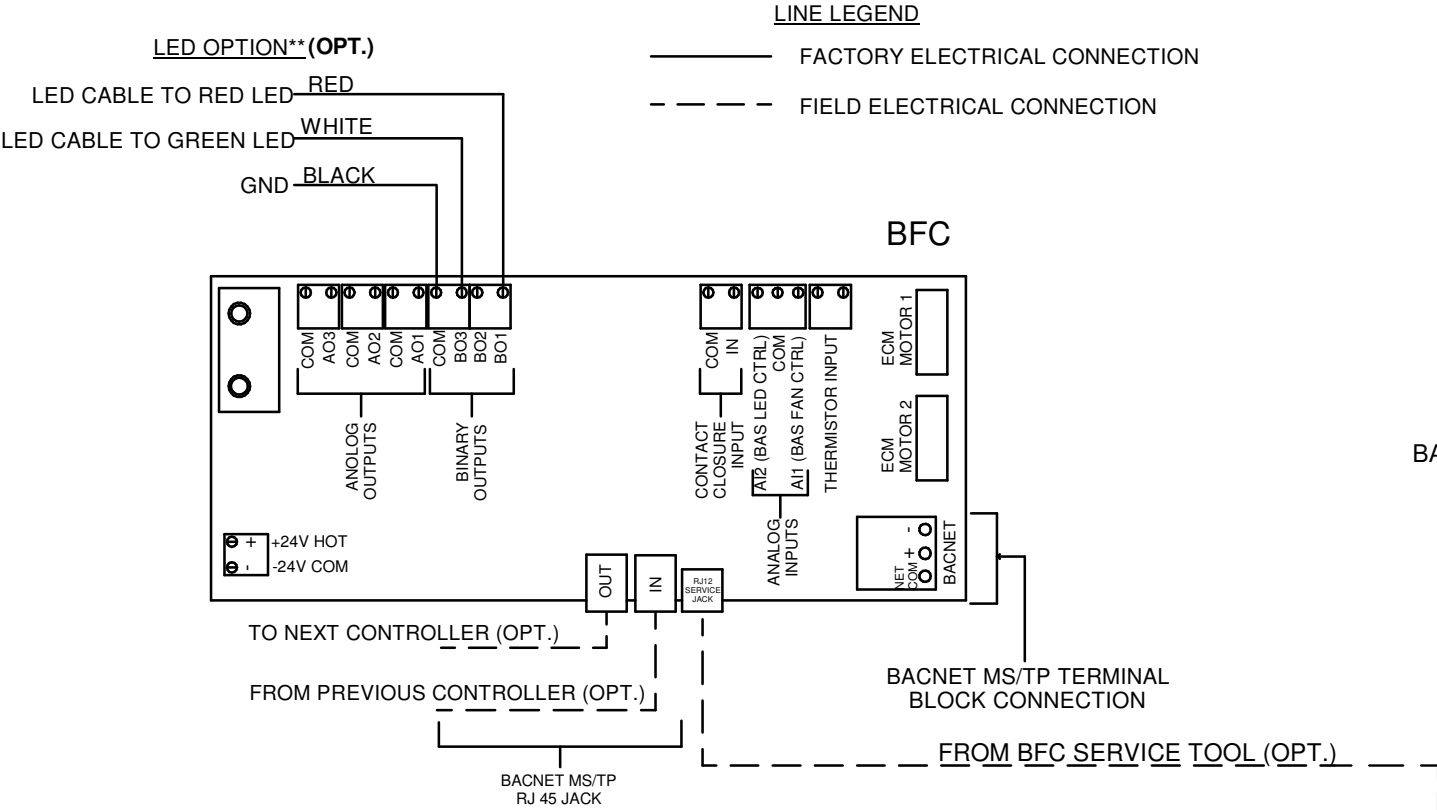 LINE LEGEND
FACTORY ELECTRICAL CONNECTION
FIELD ELECTRICAL CONNECTION
LED OPTION** (OPT.)
LED CABLE TO RED LED RED
LED CABLE TO GREEN LED WHITE
GND BLACK
BFC
COM
AO3
COM
AO2
COM
AO1
COM
BO3
BO2
BO1
ANOLOG
OUTPUTS
BINARY
OUTPUTS
COM
IN
CONTACT
CLOSURE
INPUT
AI2 (BAS LED CTRL)
COM
AI1 (BAS FAN CTRL)
ANALOG
INPUTS
THERMISTOR INPUT
ECM
MOTOR 1
ECM
MOTOR 2
BA
+ +24V HOT
- -24V COM
OUT
IN
RJ12
SERVICE
JACK
-
+
NET
COM
BACNET
TO NEXT CONTROLLER (OPT.)
FROM PREVIOUS CONTROLLER (OPT.)
BACNET MS/TP
RJ 45 JACK
BACNET MS/TP TERMINAL
BLOCK CONNECTION
FROM BFC SERVICE TOOL (OPT.)